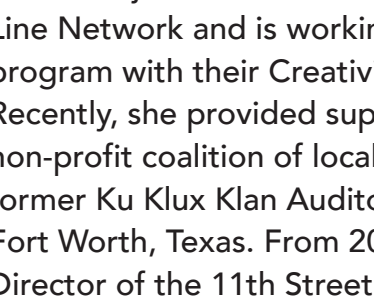 Line Network and is workin
program with their Creativ
Recently, she provided sup
non-profit coalition of local
former Ku Klux Klan Audito
Fort Worth, Texas. From 20
Director of the 11th Street